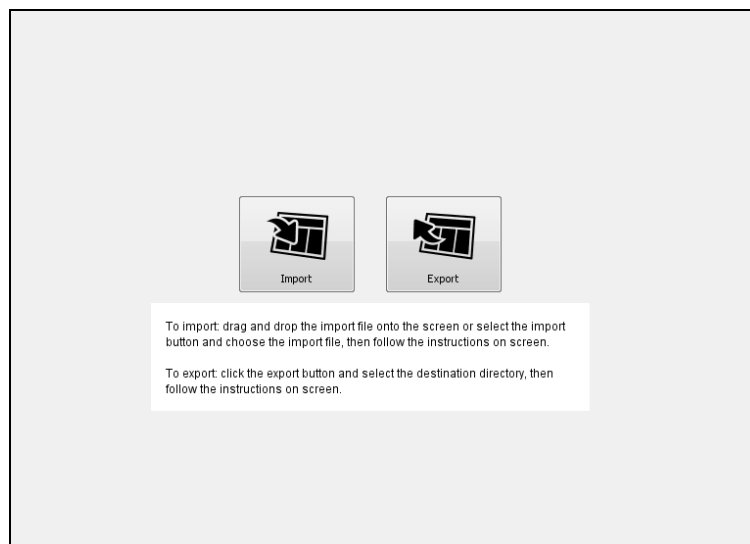 Import
Export
To import: drag and drop the import file onto the screen or select the import
button and choose the import file, then follow the instructions on screen.
To export: click the export button and select the destination directory, then
follow the instructions on screen.